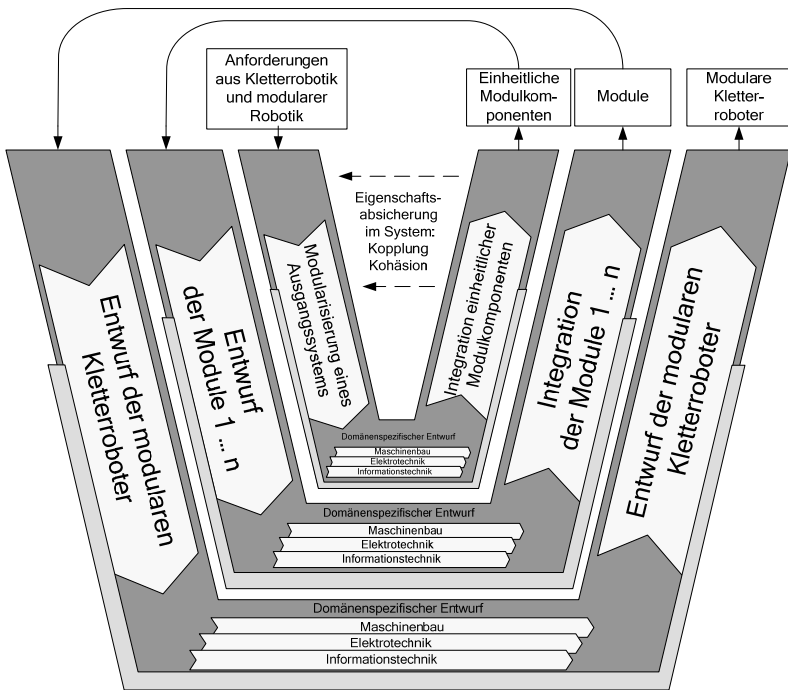 Anforderungen
aus Kletterrobotik
und modularer
Robotik
Einheitliche
Modulkom-
ponenten
Module
Modulare
Kletter-
roboter
Eigenschafts-
absicherung
im System:
Kopplung
Kohäsion
Entwurf der modularen
Kletterroboter
Entwurf
der Module 1 ... n
Modularisierung eines
Ausgangssystems
Integration einheitlicher
Modulkomponenten
Integration
der Module 1 ... n
Entwurf der modularen
Kletterroboter
Domänenspezifischer Entwurf
Maschinenbau
Elektrotechnik
Informationstechnik
Domänenspezifischer Entwurf
Maschinenbau
Elektrotechnik
Informationstechnik
Domänenspezifischer Entwurf
Maschinenbau
Elektrotechnik
Informationstechnik